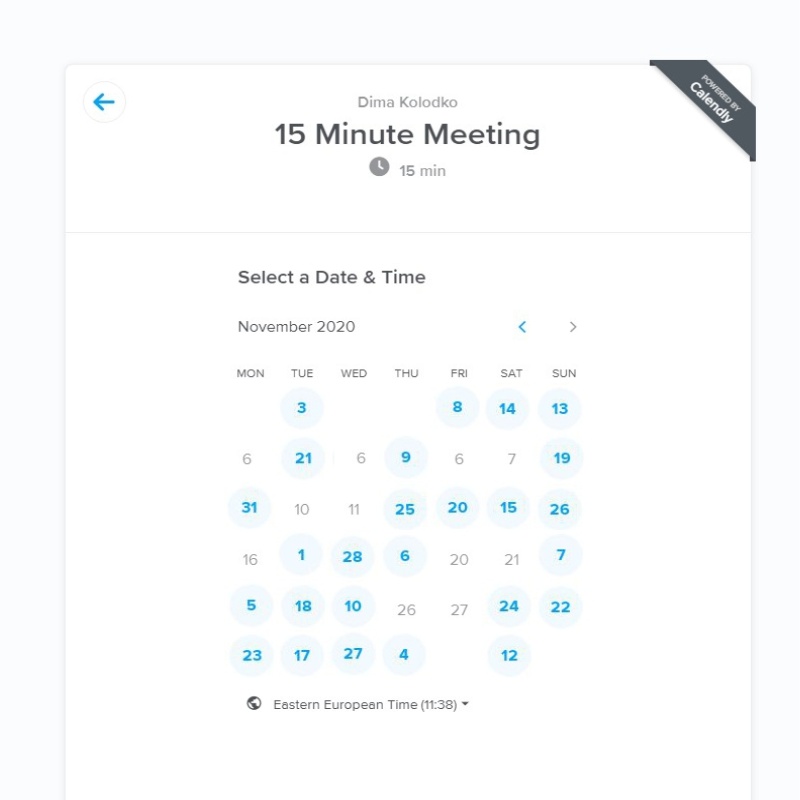 POWERED BY
Calendly
Dima Kolodko
15 Minute Meeting
15 min
Select a Date & Time
November 2020
MON TUE WED THU FRI SAT SUN
3 8 14 13
6 21 6 9 6 7 19
31 10 11 25 20 15 26
16 1 28 6 20 21 7
5 18 10 26 27 24 22
23 17 27 4 12
Eastern European Time (11:38)